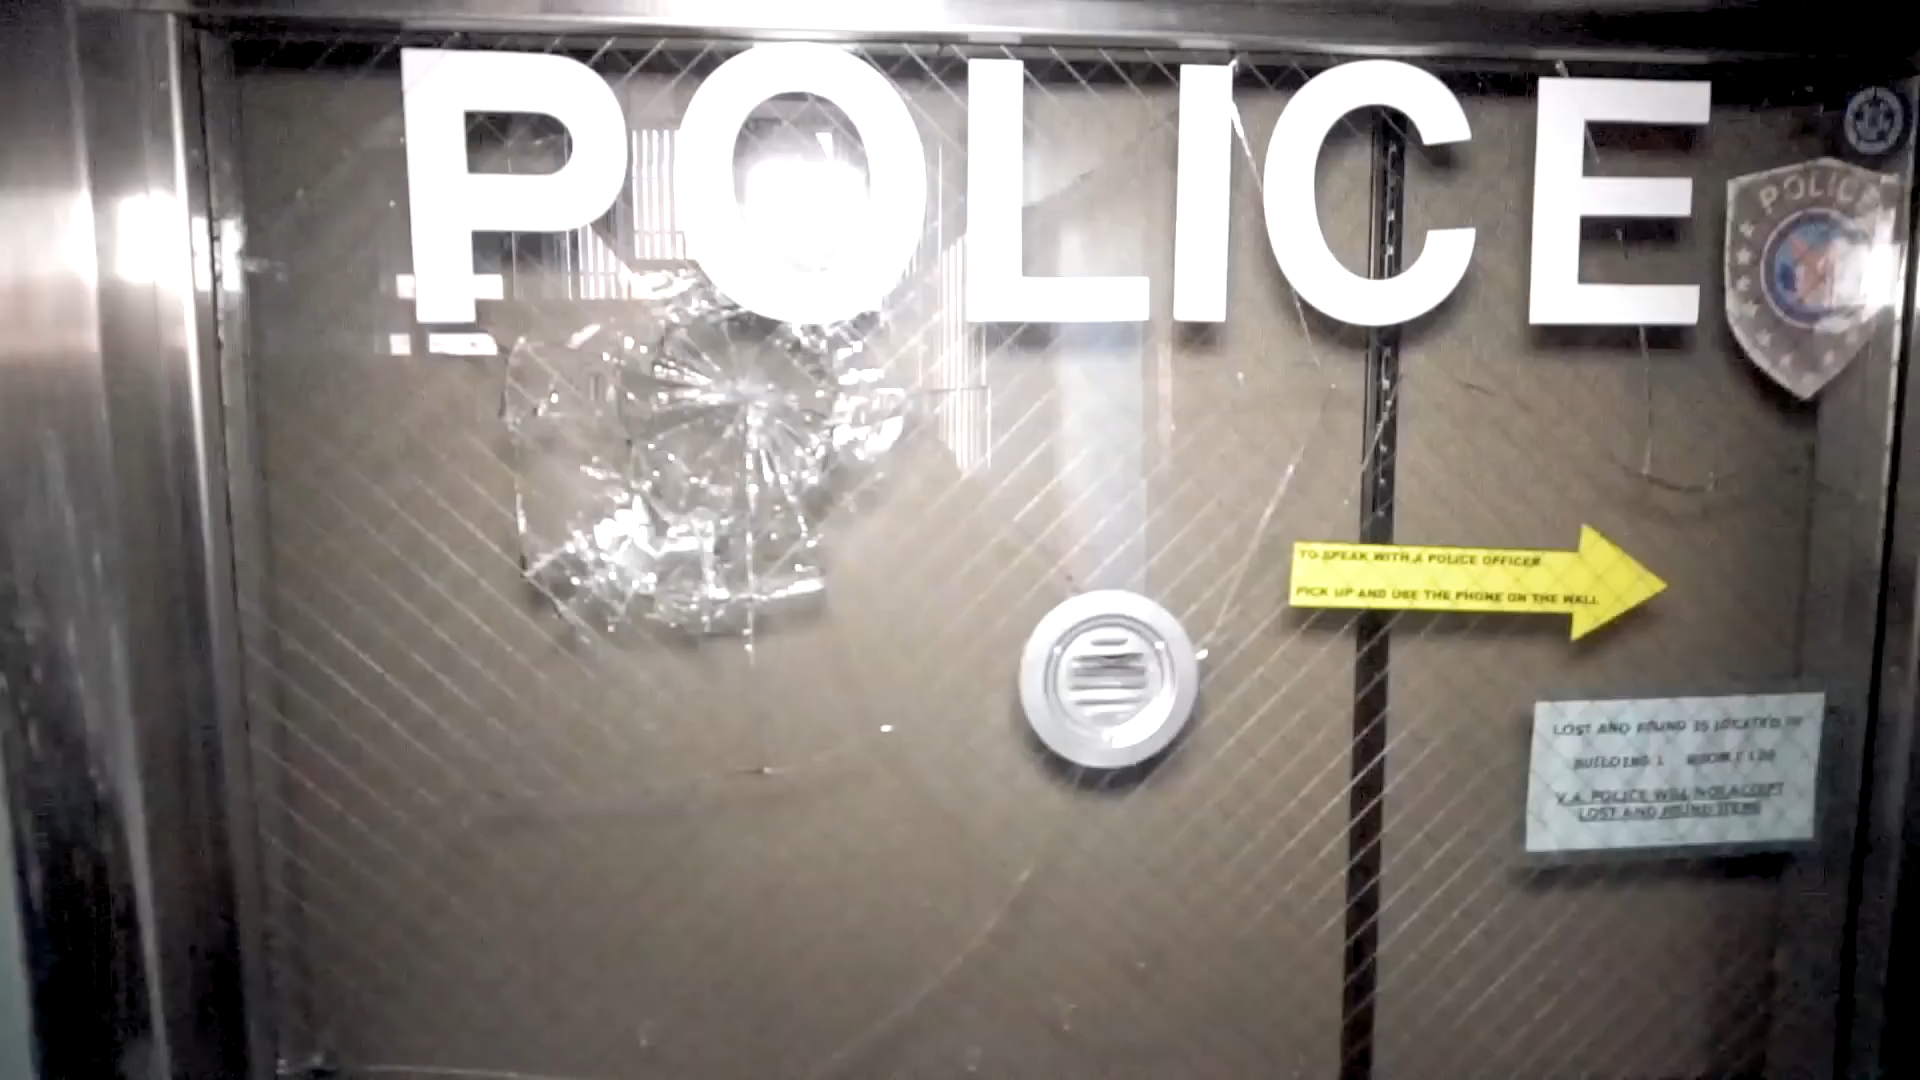 POLICE
POLICE
TO SPEAK WITH A POLICE OFFICER
PICK UP AND USE THE PHONE ON THE WALL
LOST AND FOUND IS LOCATED IN
BUILDING 1 ROOM
V.A. POLICE WILL NOT ACCEPT
LOST AND FOUND ITEMS